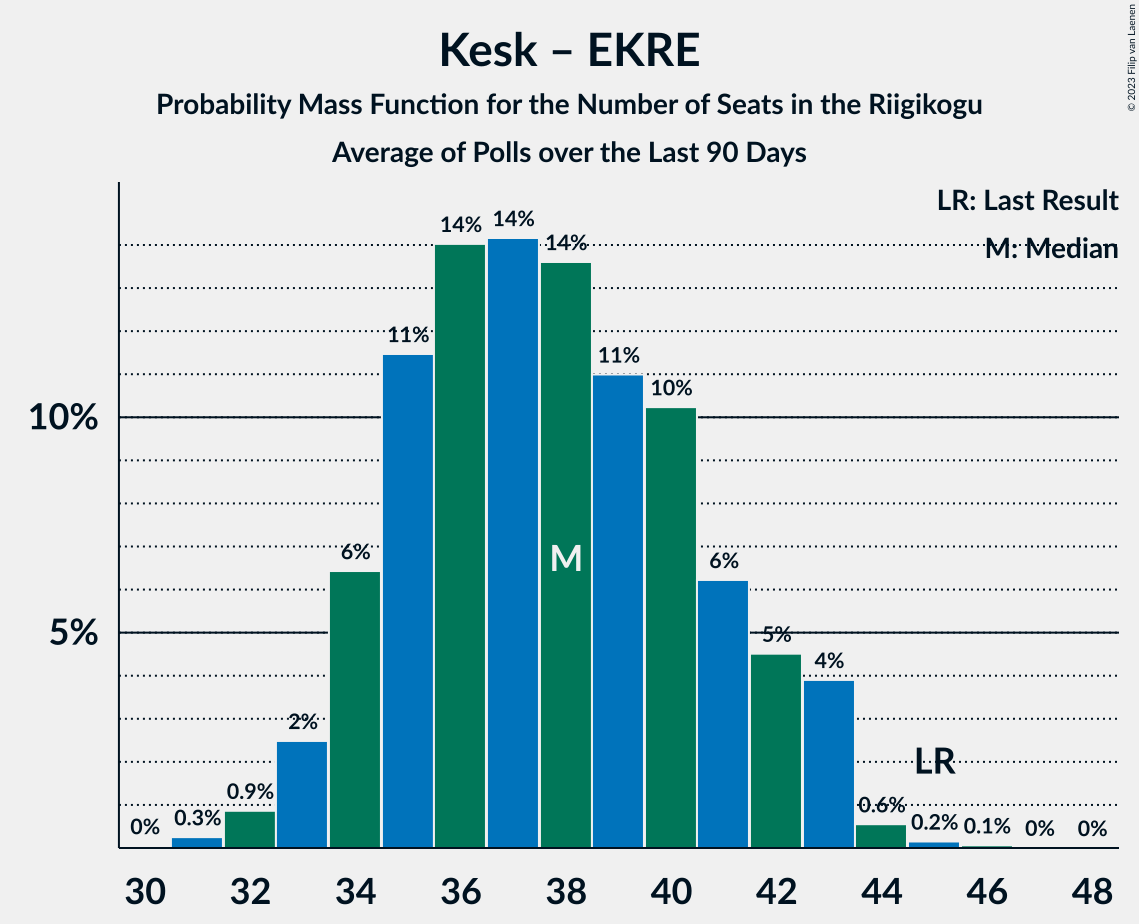 Kesk – EKRE
Probability Mass Function for the Number of Seats in the Riigikogu
Average of Polls over the Last 90 Days
© 2023 Filip van Laenen
LR: Last Result
M: Median
10%
5%
0%
0.3%
0.9%
2%
6%
11%
14%
14%
14%
11%
10%
6%
5%
4%
0.6%
0.2%
0.1%
0%
0%
M
LR
30 32 34 36 38 40 42 44 46 48